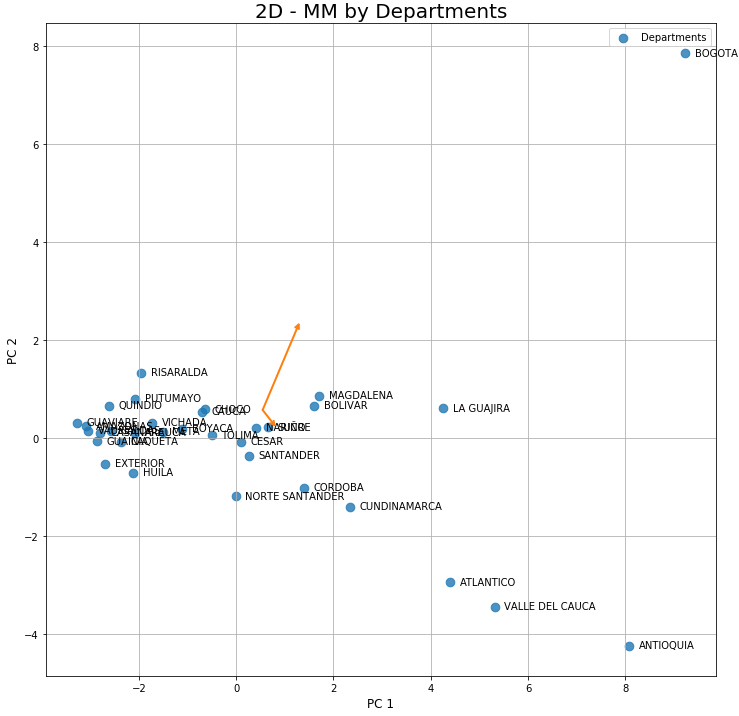 2D - MM by Departments
Departments
BOGOTA
RISARALDA
PUTUMAYO
QUINDIO
MAGDALENA
BOLIVAR
LA GUAJIRA
CHOCO
CAUCA
GUAVIARE
VICHADA
NARIÑO
SUCRE
BOYACA
META
ARAUCA
TOLIMA
CESAR
GUAINIA
CAQUETA
SANTANDER
EXTERIOR
HUILA
CORDOBA
NORTE SANTANDER
CUNDINAMARCA
ATLANTICO
VALLE DEL CAUCA
ANTIOQUIA
PC 2
8
6
4
2
0
−2
−4
−2
0
2
4
6
8
PC 1